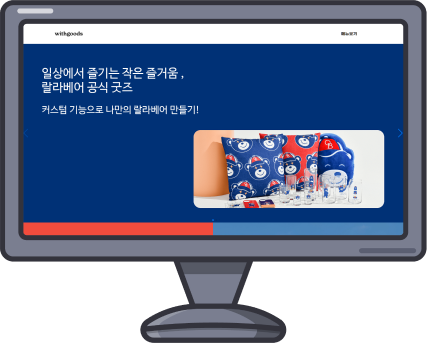 withgoods
메뉴보기
일상에서 즐기는 작은 즐거움 ,
랄라베어 공식 굿즈
커스텀 기능으로 나만의 랄라베어 만들기!